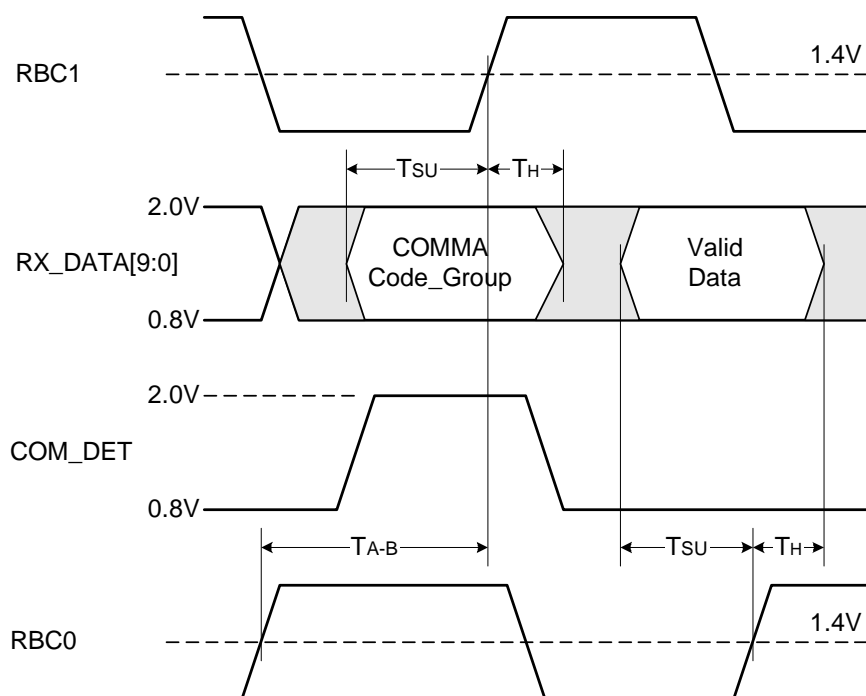 1.4V
RBC1
TSU
TH
2.0V
RX_DATA[9:0]
COMMA
Code_Group
Valid
Data
0.8V
2.0V
COM_DET
0.8V
TA-B
TSU
TH
RBC0
1.4V